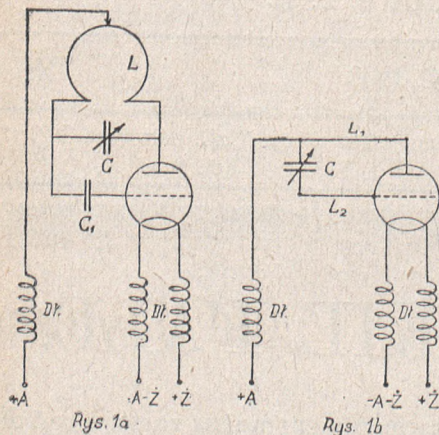 L
C
C₁
Dł.
Dł.
+A
-A-Ż
+Ż
Rys. 1a
L₁
C
L₂
Dł.
Dł
+A
-A-Ż
+Ż
Rys. 1b